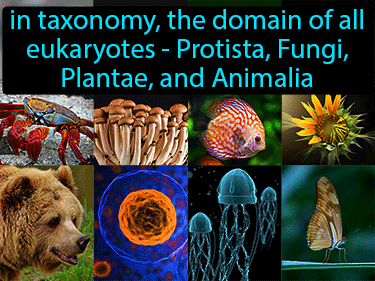 in taxonomy, the domain of all
eukaryotes - Protista, Fungi,
Plantae, and Animalia